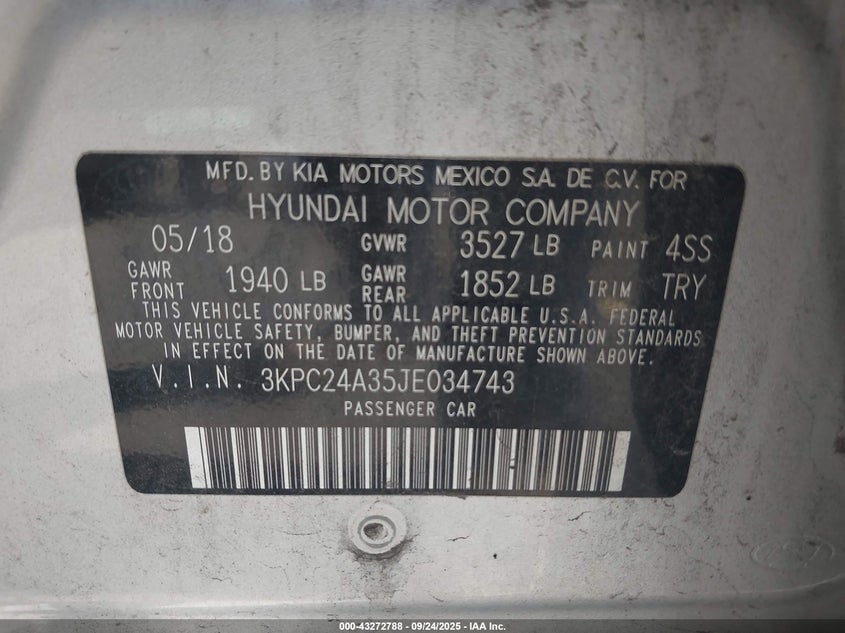 MFD. BY KIA MOTORS MEXICO S.A. DE C.V. FOR
HYUNDAI MOTOR COMPANY
05/18 GVWR 3527 LB PAINT 4SS
GAWR FRONT 1940 LB GAWR REAR 1852 LB TRIM TRY
THIS VEHICLE CONFORMS TO ALL APPLICABLE U.S.A. FEDERAL
MOTOR VEHICLE SAFETY, BUMPER, AND THEFT PREVENTION STANDARDS
IN EFFECT ON THE DATE OF MANUFACTURE SHOWN ABOVE.
V.I.N. 3KPC24A35JE034743
PASSENGER CAR
000-43272788 - 09/24/2025 - IAA Inc.